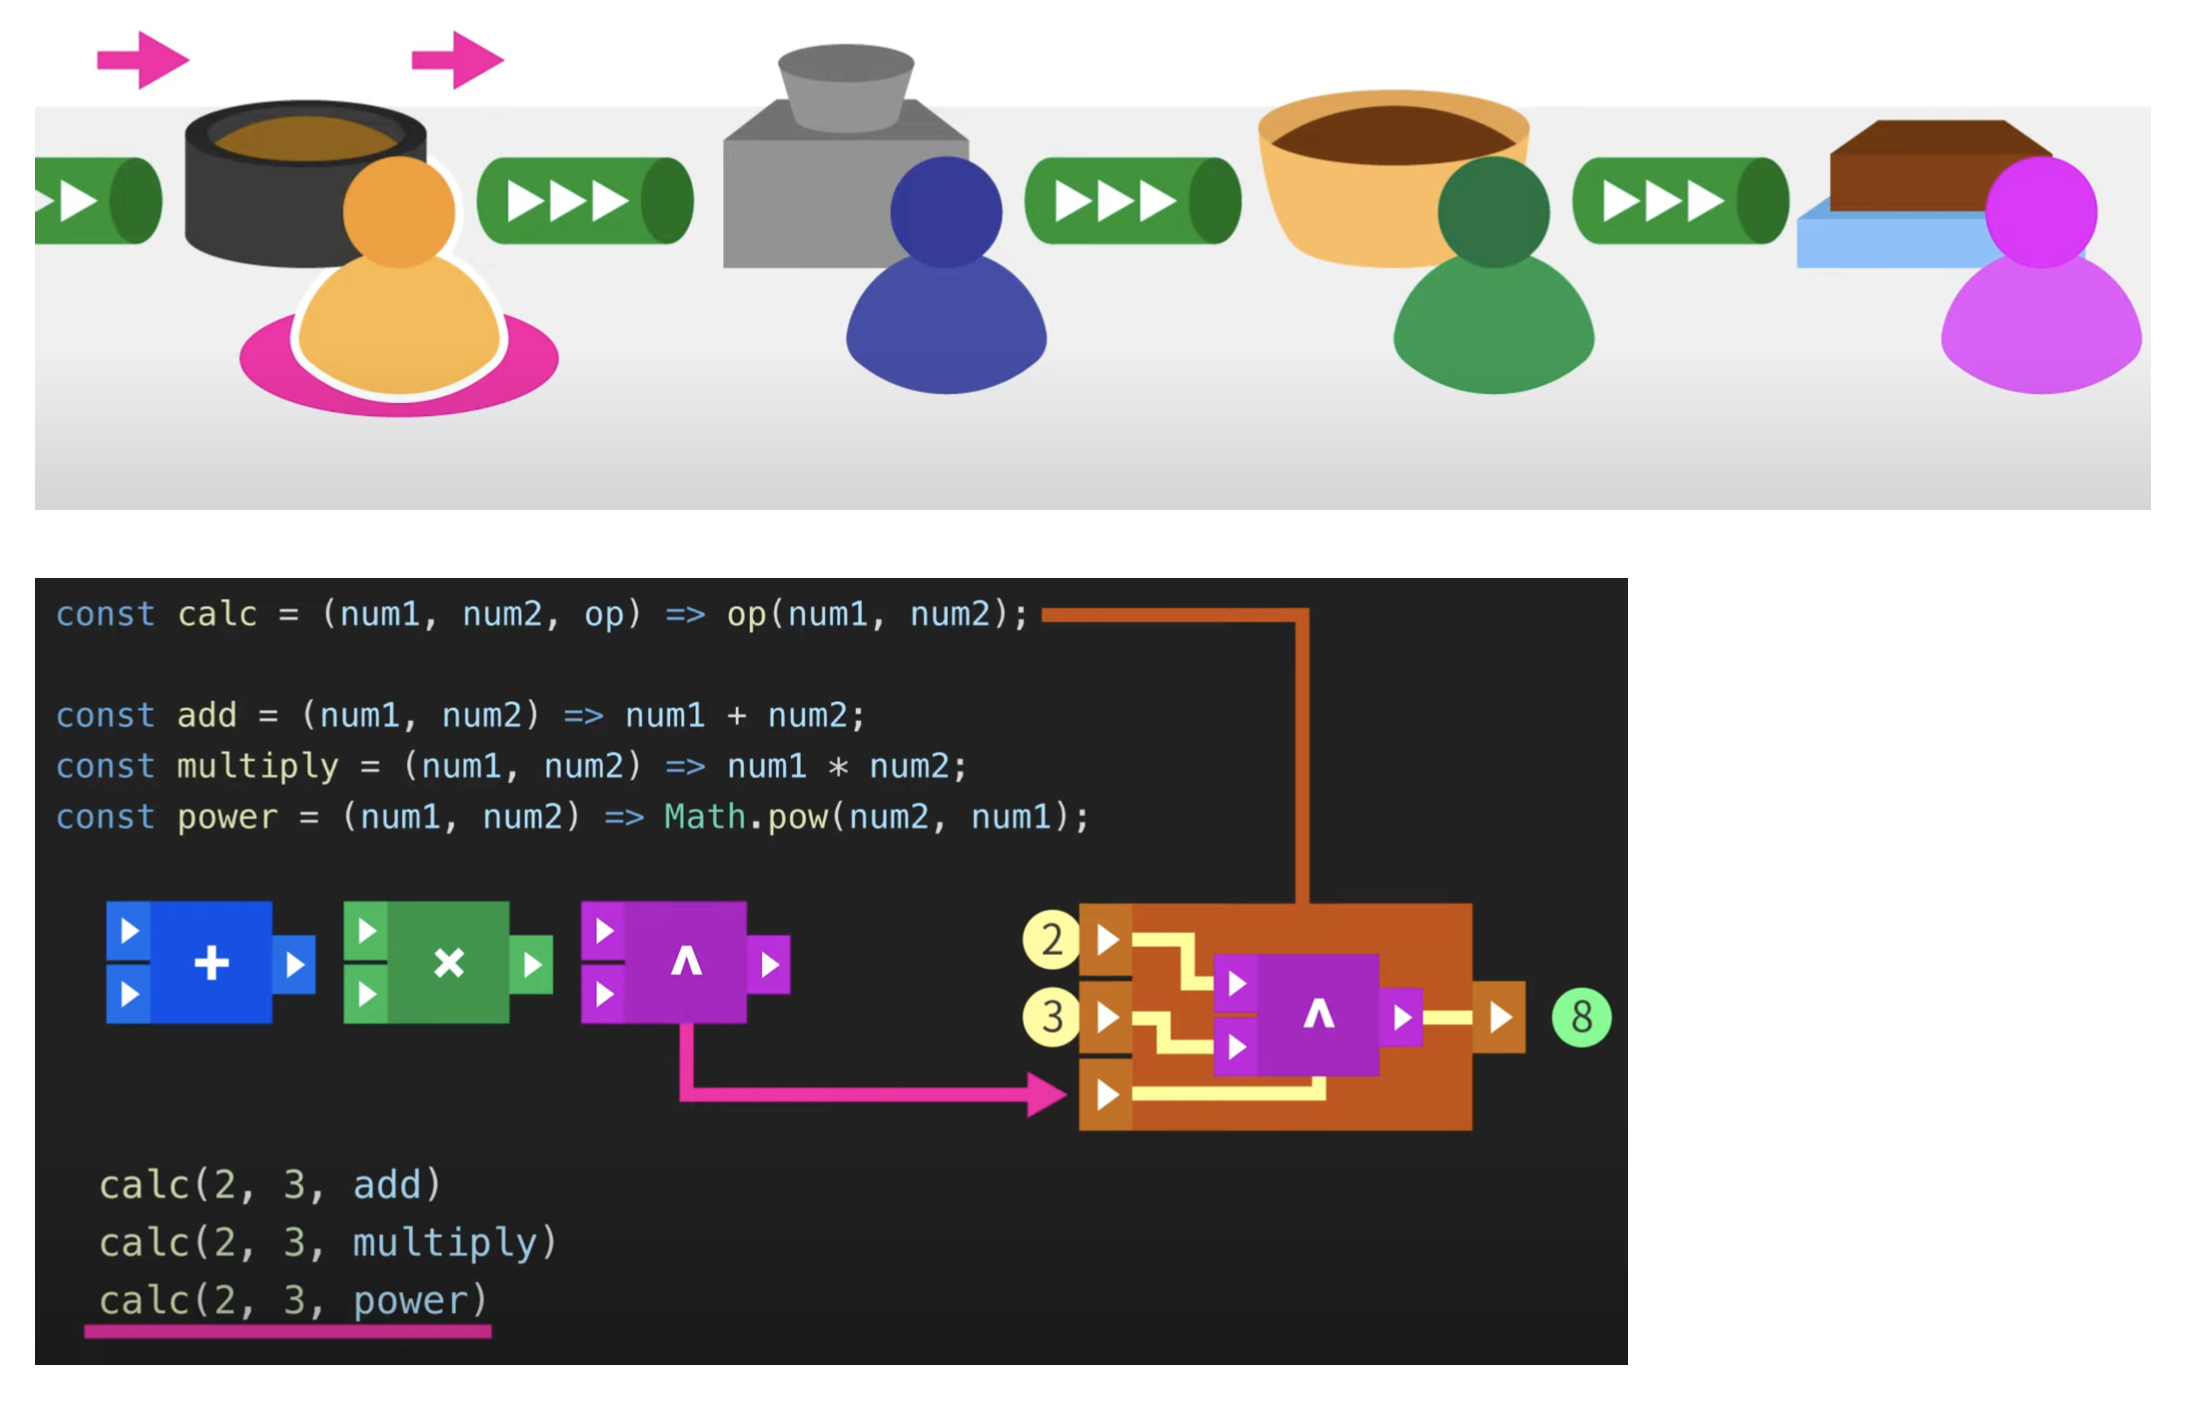 const calc = (num1, num2, op) => op(num1, num2);
const add = (num1, num2) => num1 + num2;
const multiply = (num1, num2) => num1 * num2;
const power = (num1, num2) => Math.pow(num2, num1);
+ × ^
2
3
^
8
calc(2, 3, add)
calc(2, 3, multiply)
calc(2, 3, power)